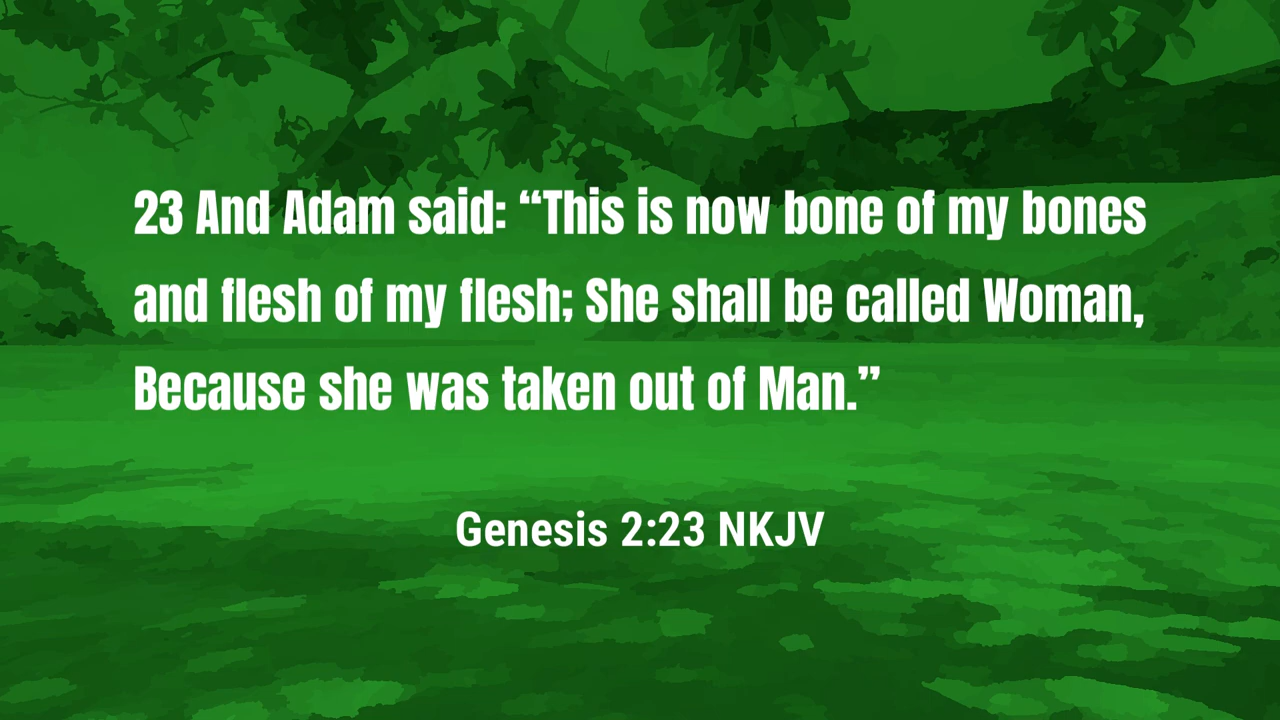 23 And Adam said: “This is now bone of my bones
and flesh of my flesh; She shall be called Woman,
Because she was taken out of Man.”
Genesis 2:23 NKJV